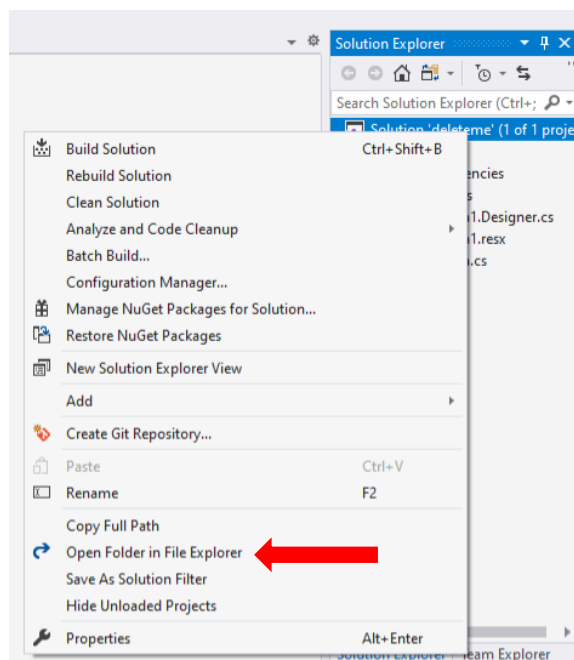 Solution Explorer
Search Solution Explorer (Ctrl+;
Solution 'deleteme' (1 of 1 proje
Build Solution Ctrl+Shift+B
Rebuild Solution
encies
Clean Solution
s
Analyze and Code Cleanup
1.Designer.cs
Batch Build...
1.resx
.cs
Configuration Manager...
Manage NuGet Packages for Solution...
Restore NuGet Packages
New Solution Explorer View
Add
Create Git Repository...
Paste Ctrl+V
Rename F2
Copy Full Path
Open Folder in File Explorer
Save As Solution Filter
Hide Unloaded Projects
Properties Alt+Enter
Solution Explorer Team Explorer